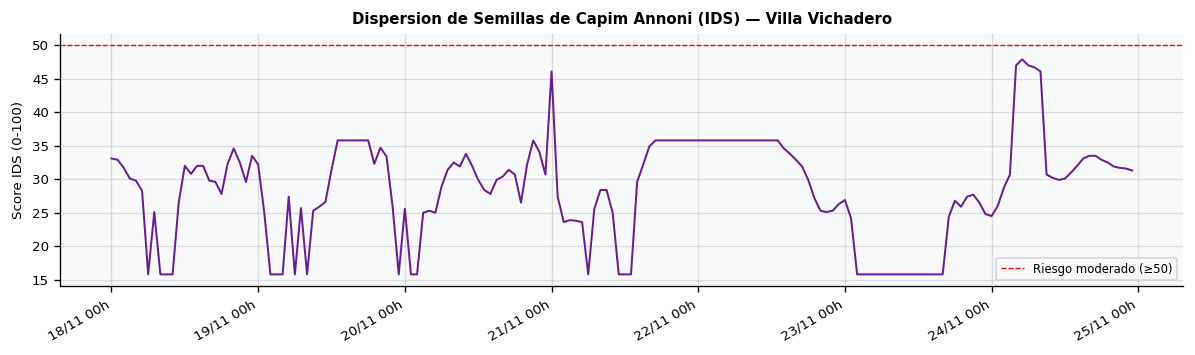 Dispersion de Semillas de Capim Annoni (IDS) — Villa Vichadero
Score IDS (0-100)
50
45
40
35
30
25
20
15
Riesgo moderado (≥50)
18/11 00h
19/11 00h
20/11 00h
21/11 00h
22/11 00h
23/11 00h
24/11 00h
25/11 00h